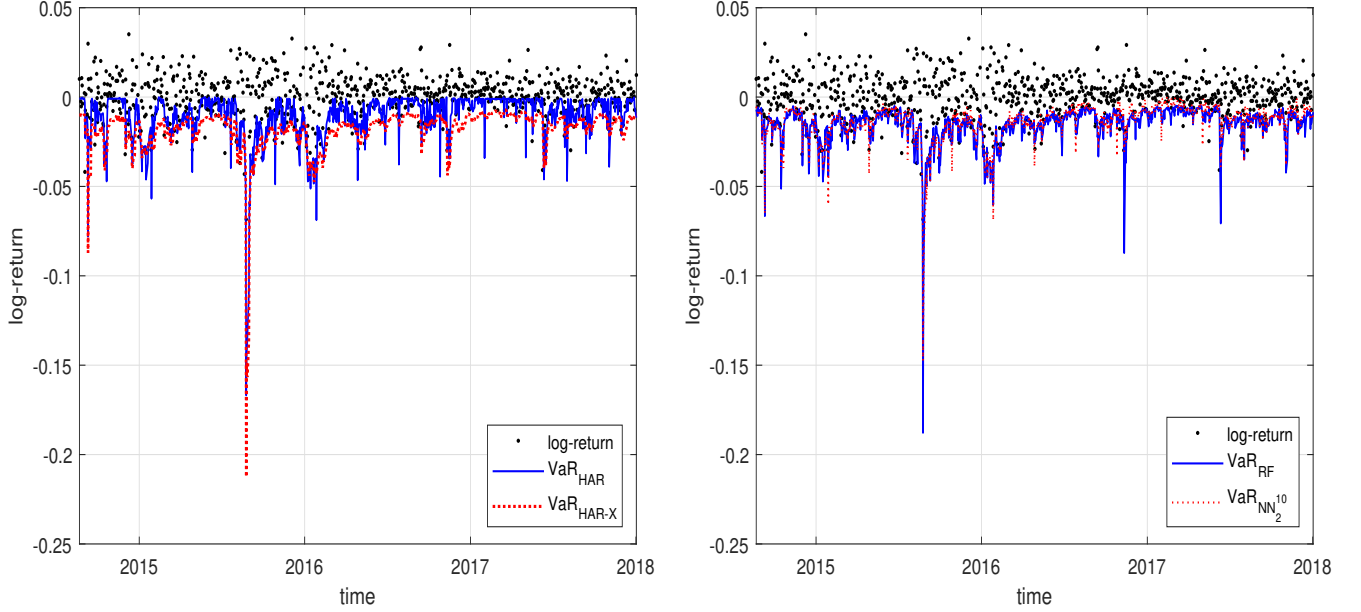 0.05
0
-0.05
-0.1
-0.15
-0.2
-0.25
log-return
2015
2016
2017
2018
time
log-return
VaR_HAR
VaR_HAR-X
0.05
0
-0.05
-0.1
-0.15
-0.2
-0.25
log-return
2015
2016
2017
2018
time
log-return
VaR_RF
VaR_NN_2^10